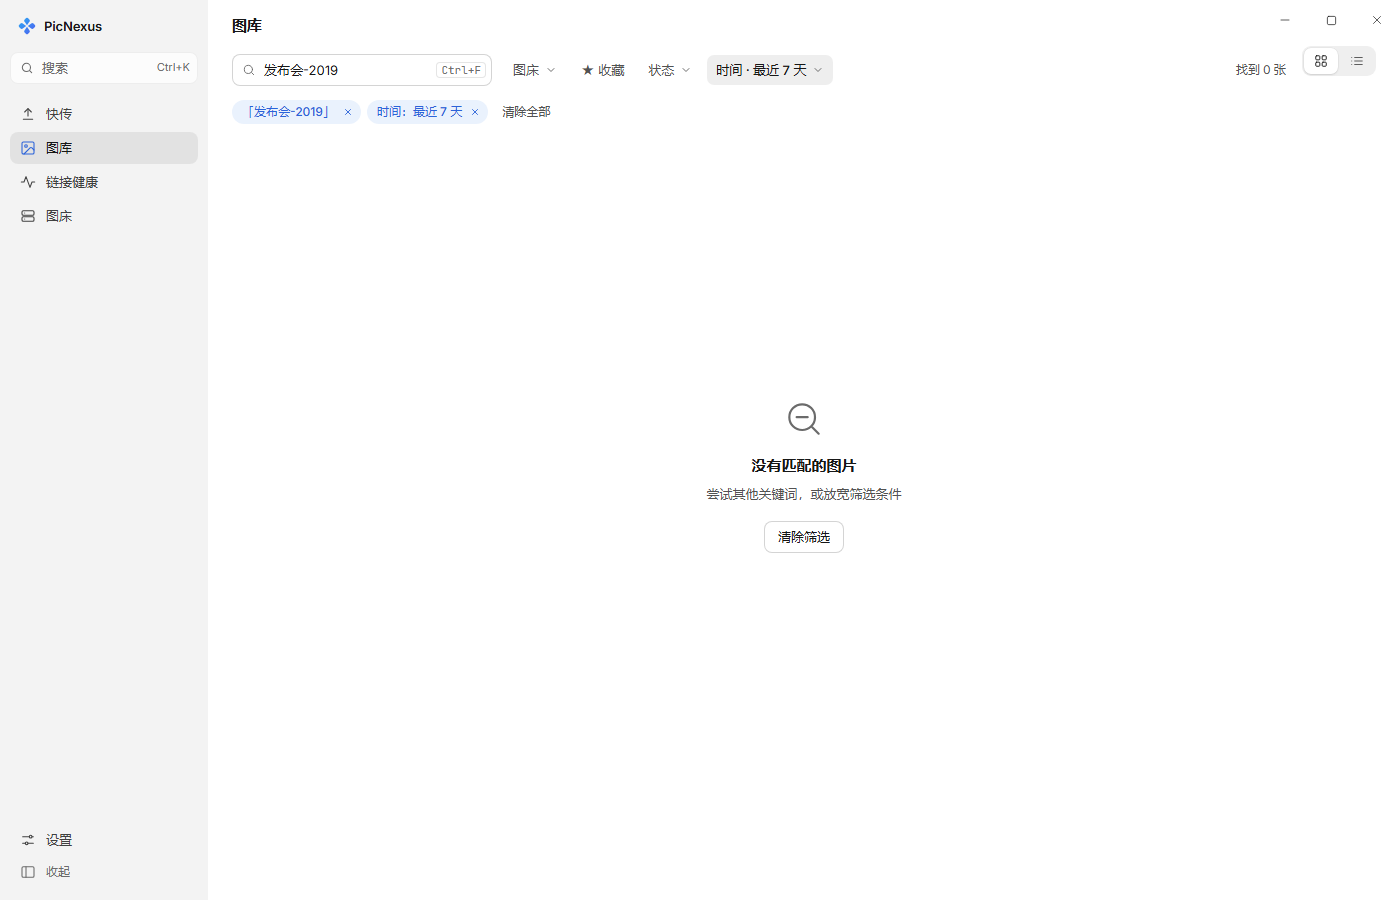 PicNexus
搜索 Ctrl+K
快传
图库
链接健康
图床
设置
收起
图库
发布会-2019 Ctrl+F
图床
★ 收藏
状态
时间 · 最近 7 天
找到 0 张
「发布会-2019」 ×
时间：最近 7 天 ×
清除全部
没有匹配的图片
尝试其他关键词，或放宽筛选条件
清除筛选